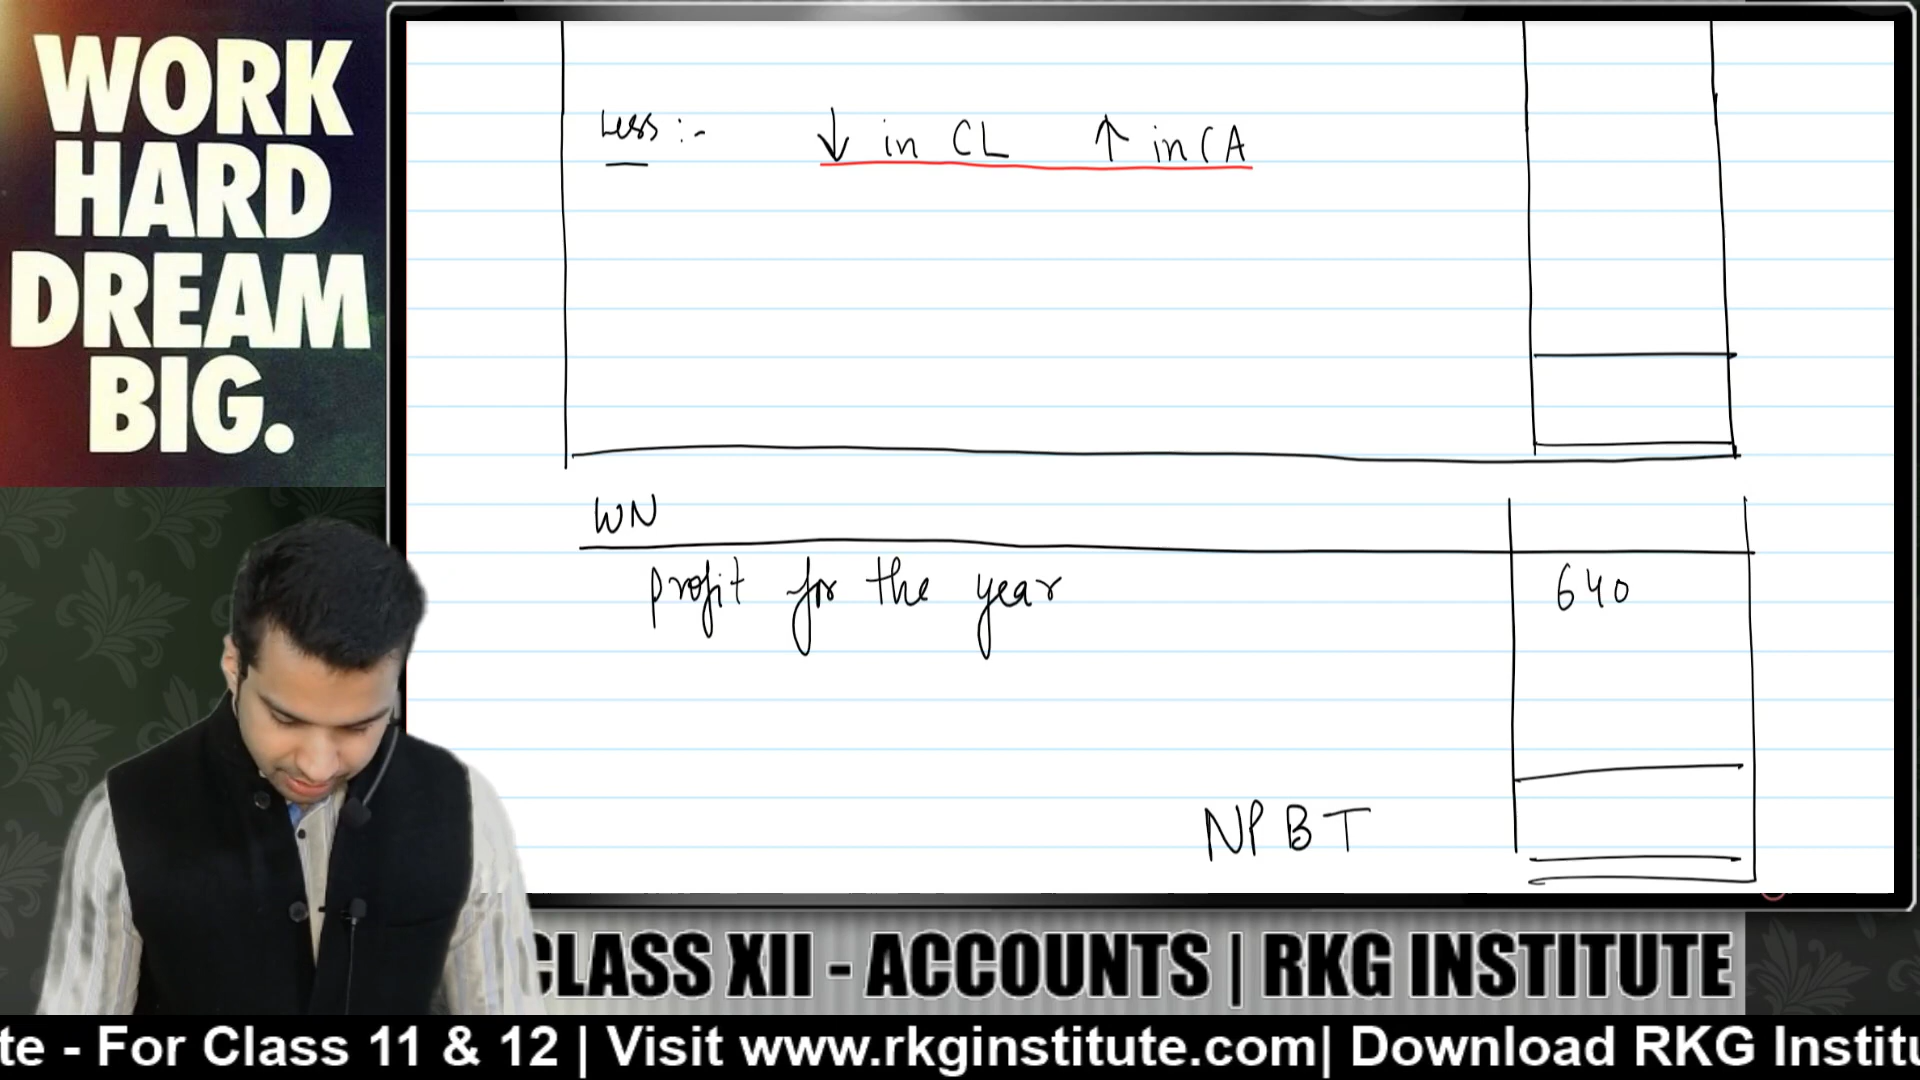 WORK
HARD
DREAM
BIG.
Less :- ↓ in CL ↑ in CA
WN
Profit for the year 640
NPBT
CLASS XII - ACCOUNTS | RKG INSTITUTE
te - For Class 11 & 12 | Visit www.rkginstitute.com| Download RKG Institu